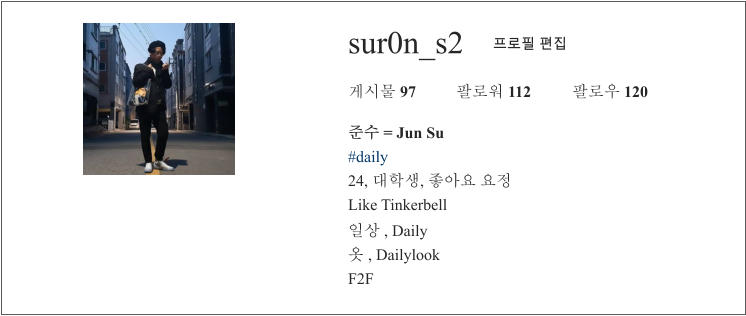 sur0n_s2 프로필 편집
게시물 97 팔로워 112 팔로우 120
준수 = Jun Su
#daily
24, 대학생, 좋아요 요정
Like Tinkerbell
일상 , Daily
옷 , Dailylook
F2F